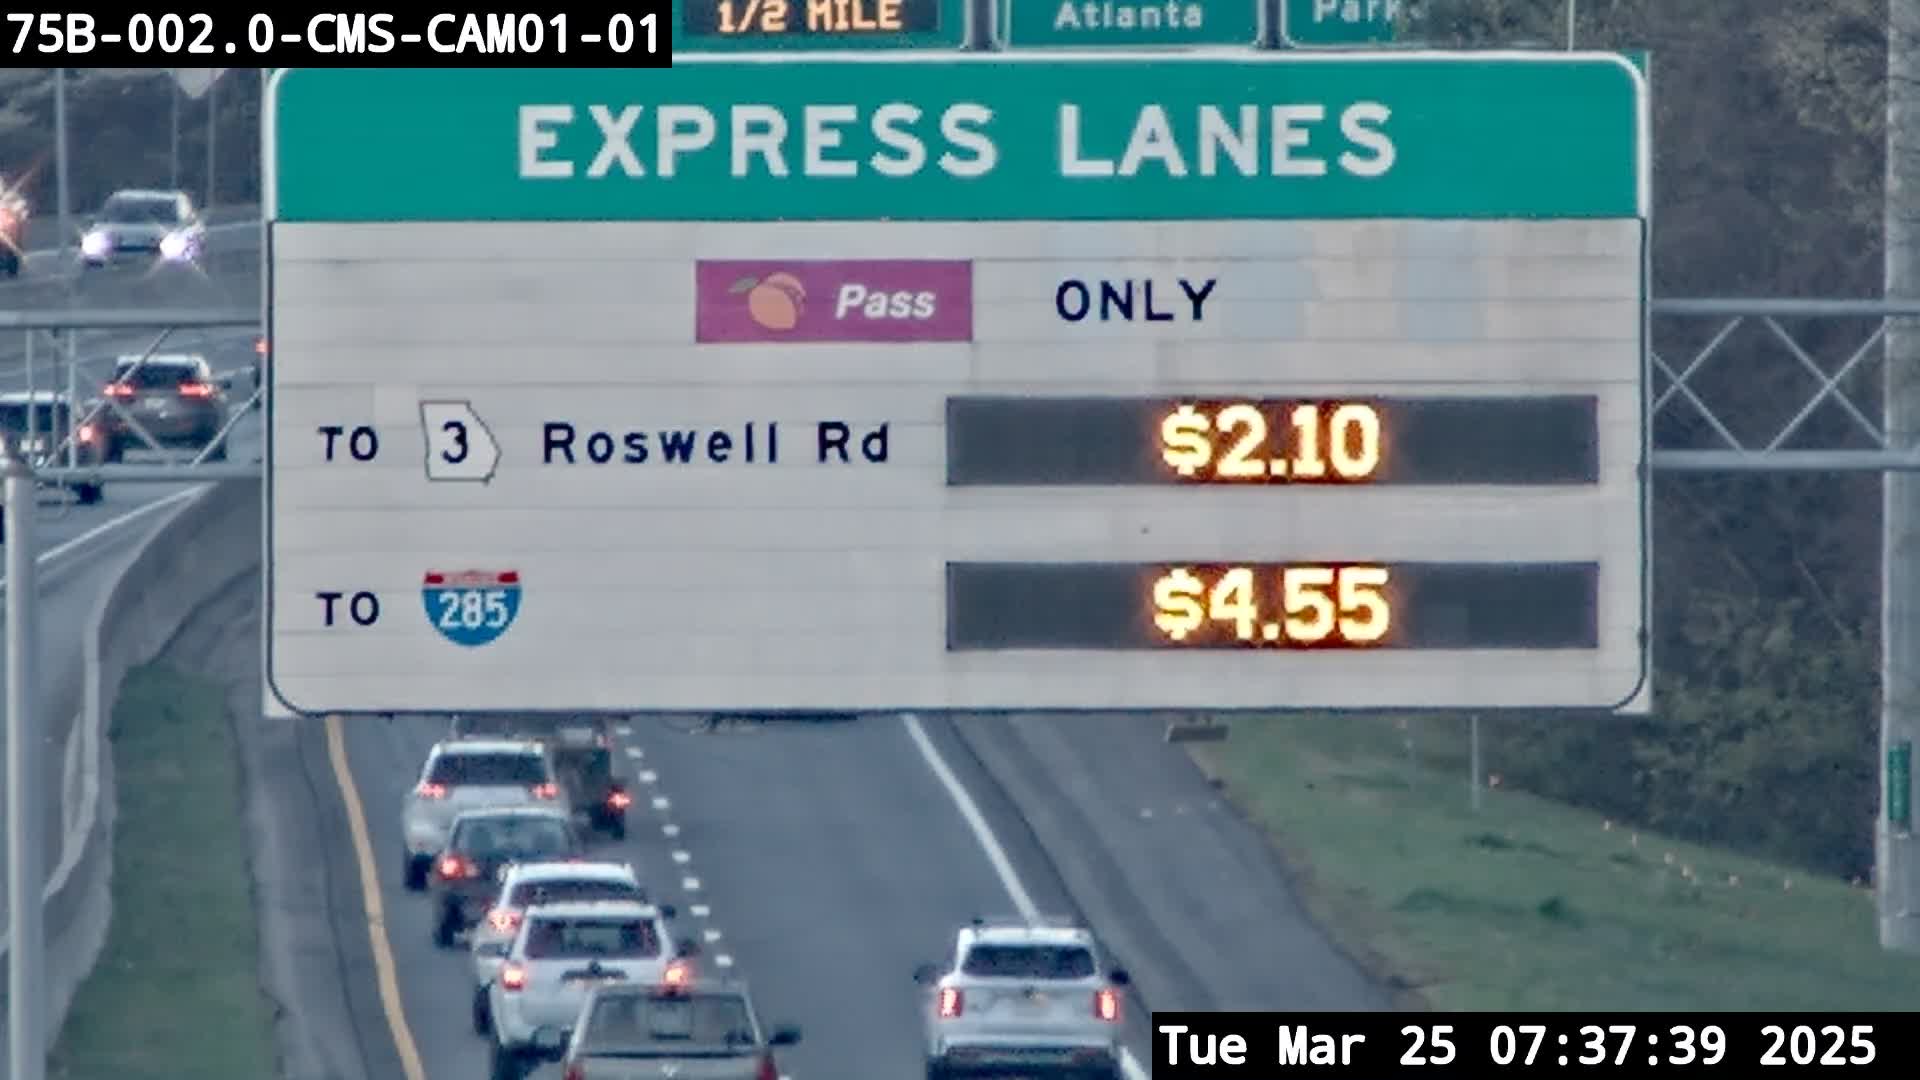 75B-002.0-CMS-CAM01-01
1/2 MILE
Atlanta
Park
EXPRESS LANES
Pass ONLY
TO 3 Roswell Rd $2.10
TO 285 $4.55
Tue Mar 25 07:37:39 2025